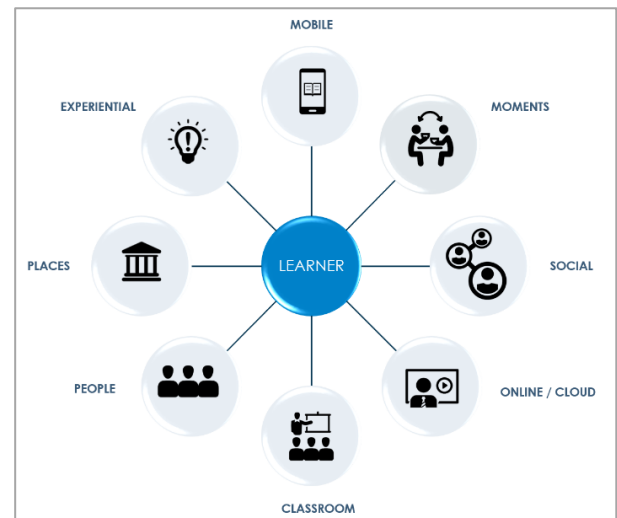 MOBILE
EXPERIENTIAL
MOMENTS
PLACES
LEARNER
SOCIAL
PEOPLE
ONLINE / CLOUD
CLASSROOM